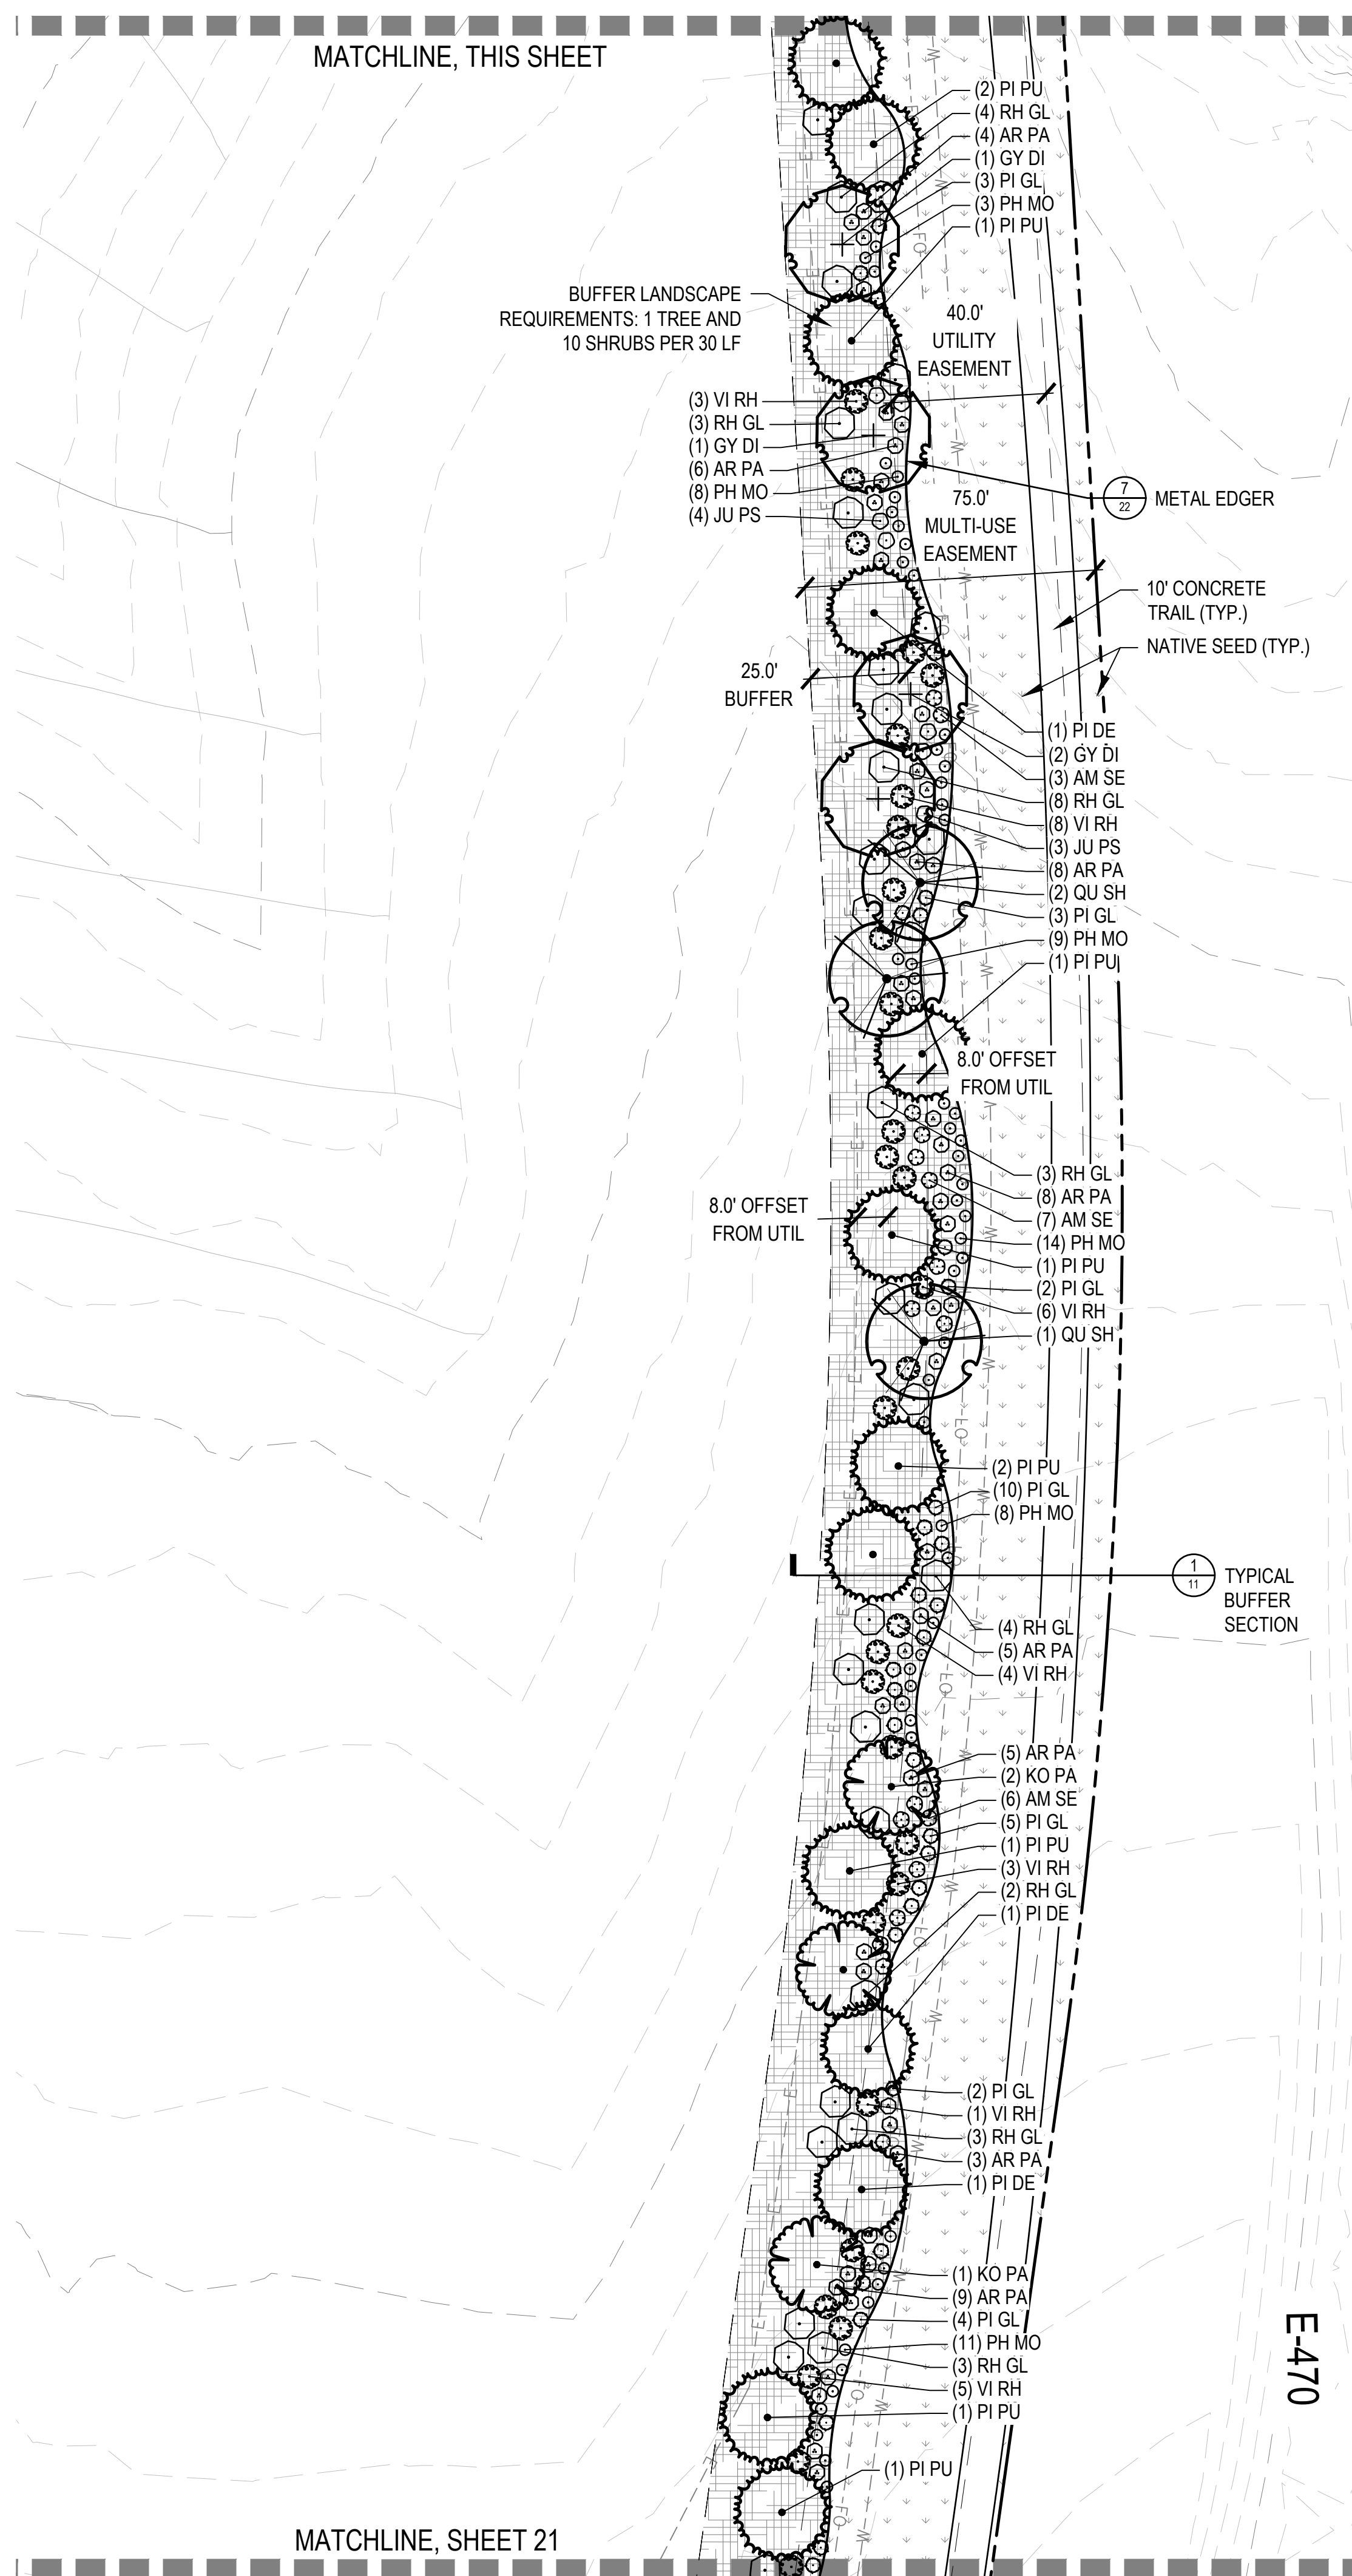 MATCHLINE, THIS SHEET
(2) PI PU
(4) RH GL
(4) AR PA
(1) GY DI
(3) PI GL
(3) PH MO
(1) PI PU
BUFFER LANDSCAPE
REQUIREMENTS: 1 TREE AND
10 SHRUBS PER 30 LF
40.0'
UTILITY
EASEMENT
(3) VI RH
(3) RH GL
(1) GY DI
(6) AR PA
(8) PH MO
(4) JU PS
7
22
METAL EDGER
75.0'
MULTI-USE
EASEMENT
10' CONCRETE
TRAIL (TYP.)
NATIVE SEED (TYP.)
25.0'
BUFFER
(1) PI DE
(2) GY DI
(3) AM SE
(8) RH GL
(8) VI RH
(3) JU PS
(8) AR PA
(2) QU SH
(3) PI GL
(9) PH MO
(1) PI PU
8.0' OFFSET
FROM UTIL
(3) RH GL
(8) AR PA
(7) AM SE
(14) PH MO
(1) PI PU
(2) PI GL
(6) VI RH
(1) QU SH
8.0' OFFSET
FROM UTIL
(2) PI PU
(10) PI GL
(8) PH MO
1
11
TYPICAL
BUFFER
SECTION
(4) RH GL
(5) AR PA
(4) VI RH
(5) AR PA
(2) KO PA
(6) AM SE
(5) PI GL
(1) PI PU
(3) VI RH
(2) RH GL
(1) PI DE
(2) PI GL
(1) VI RH
(3) RH GL
(3) AR PA
(1) PI DE
(1) KO PA
(9) AR PA
(4) PI GL
(11) PH MO
(3) RH GL
(5) VI RH
(1) PI PU
E-470
(1) PI PU
MATCHLINE, SHEET 21